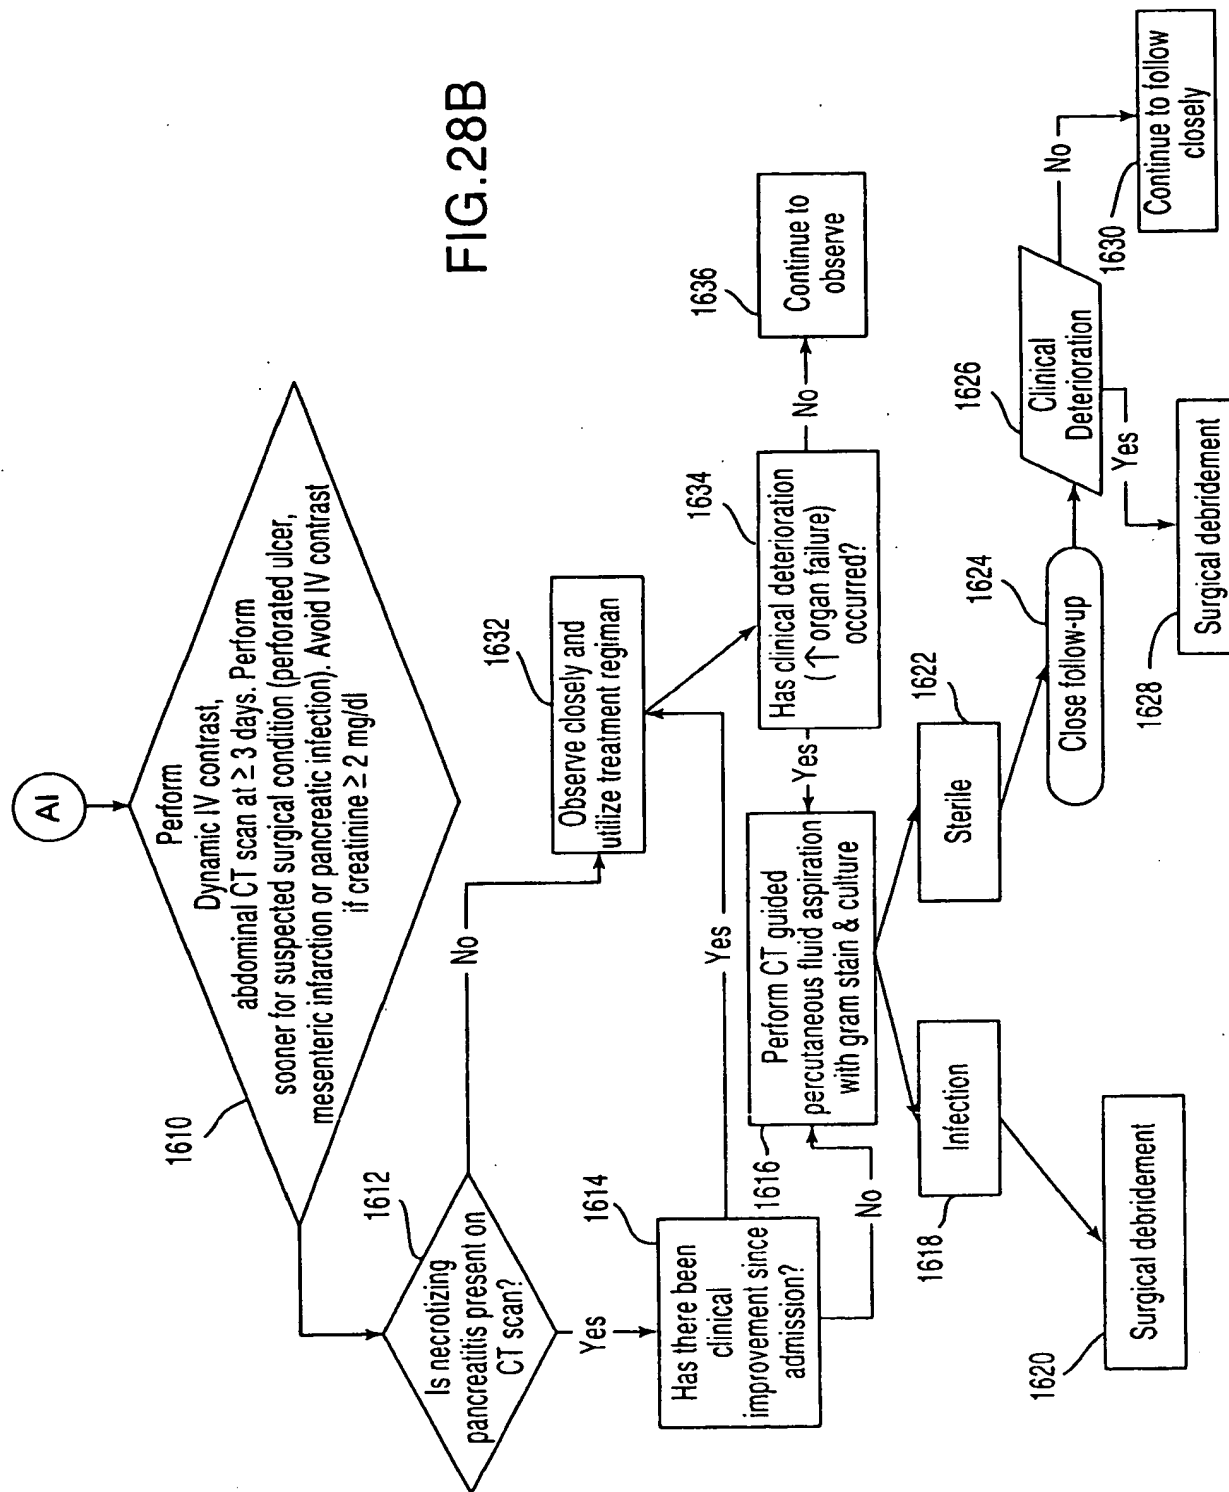 FIG.28B
AI
Perform
Dynamic IV contrast,
abdominal CT scan at ≥ 3 days. Perform
sooner for suspected surgical condition (perforated ulcer,
mesenteric infarction or pancreatic infection). Avoid IV contrast
if creatinine ≥ 2 mg/dl
1610
1612
Is necrotizing
pancreatitis present on
CT scan?
No
Yes
1632
Observe closely and
utilize treatment regiman
1614
Has there been
clinical
improvement since
admission?
Yes
No
1634
Has clinical deterioration
(↑ organ failure)
occurred?
No
Yes
1636
Continue to
observe
1616
Perform CT guided
percutaneous fluid aspiration
with gram stain & culture
1618
Infection
1622
Sterile
1620
Surgical debridement
1624
Close follow-up
1626
Clinical
Deterioration
No
Yes
1628
Surgical debridement
1630
Continue to follow
closely